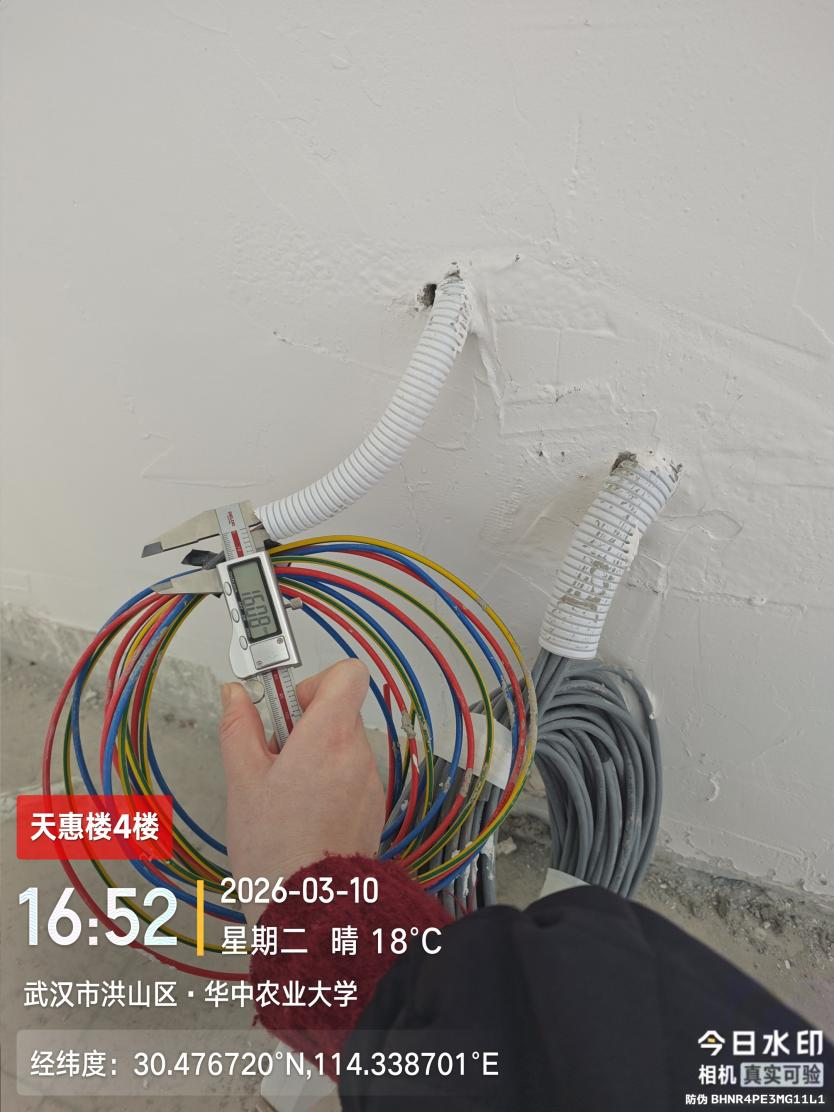 1608
天惠楼4楼
16:52
2026-03-10
星期二 晴 18°C
武汉市洪山区·华中农业大学
经纬度：30.476720°N,114.338701°E
今日水印
相机 真实可验
防伪 BHNR4PE3MG11L1